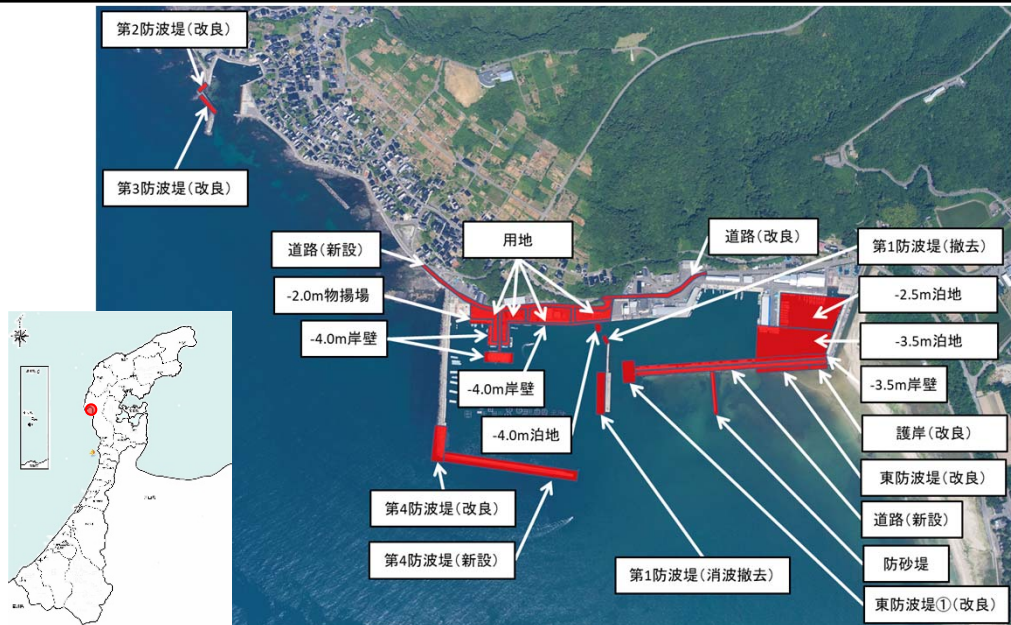 第2防波堤(改良)
第3防波堤(改良)
道路(新設)
用地
道路(改良)
第1防波堤(撤去)
-2.0m物揚場
-2.5m泊地
-4.0m岸壁
-3.5m泊地
-4.0m岸壁
-3.5m岸壁
-4.0m泊地
護岸(改良)
東防波堤(改良)
第4防波堤(改良)
道路(新設)
第4防波堤(新設)
第1防波堤(消波撤去)
防砂堤
東防波堤①(改良)